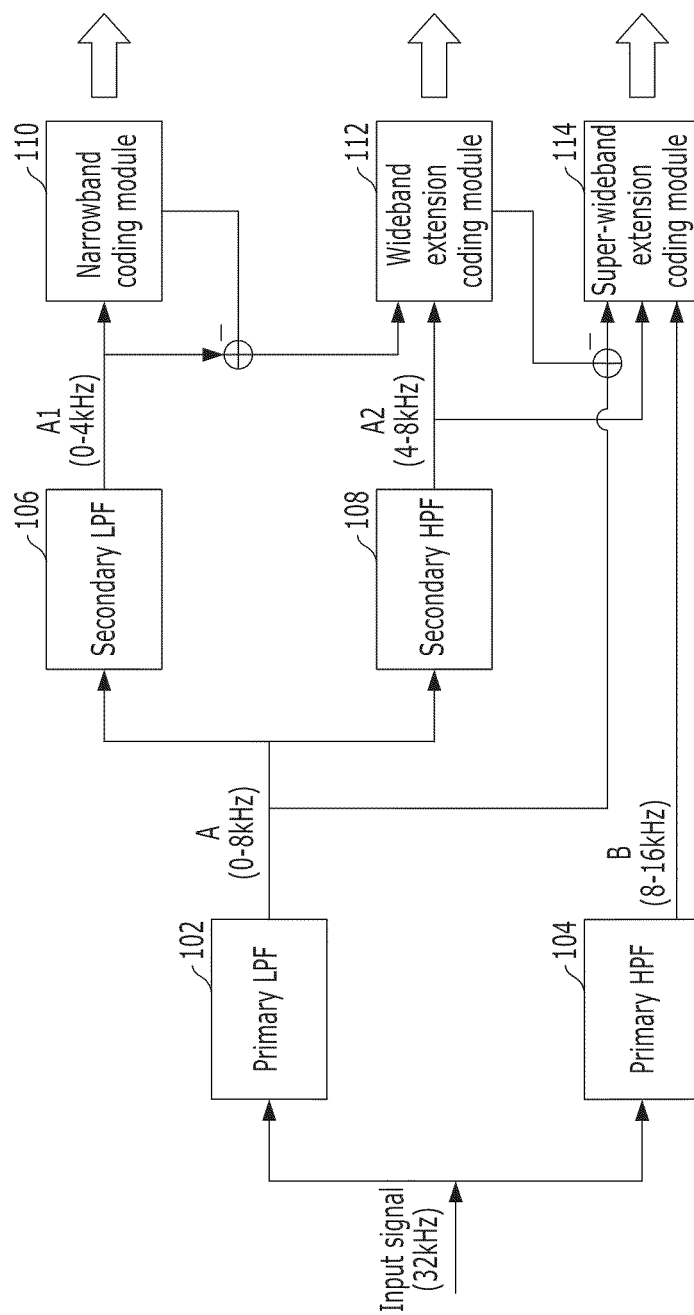 Input signal
(32kHz)
102
Primary LPF
104
Primary HPF
A
(0-8kHz)
B
(8-16kHz)
106
Secondary LPF
108
Secondary HPF
A1
(0-4kHz)
A2
(4-8kHz)
−
−
110
Narrowband
coding module
112
Wideband
extension
coding module
114
Super-wideband
extension
coding module